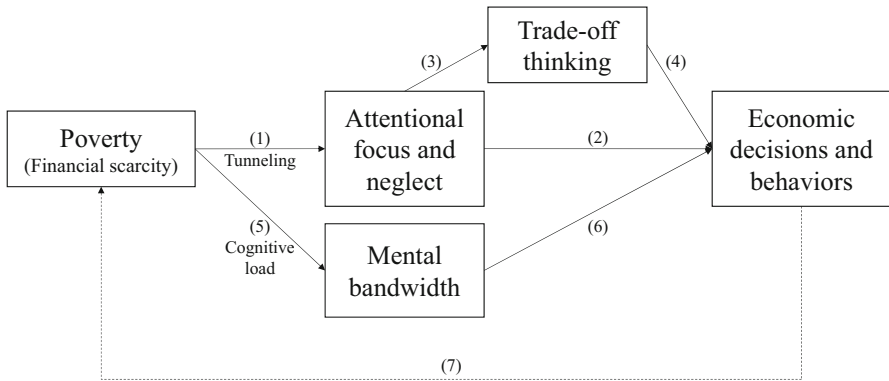 Trade-off
thinking
(3)
(4)
Poverty
(Financial scarcity)
(1)
Tunneling
Attentional
focus and
neglect
(2)
Economic
decisions and
behaviors
(5)
Cognitive
load
Mental
bandwidth
(6)
(7)